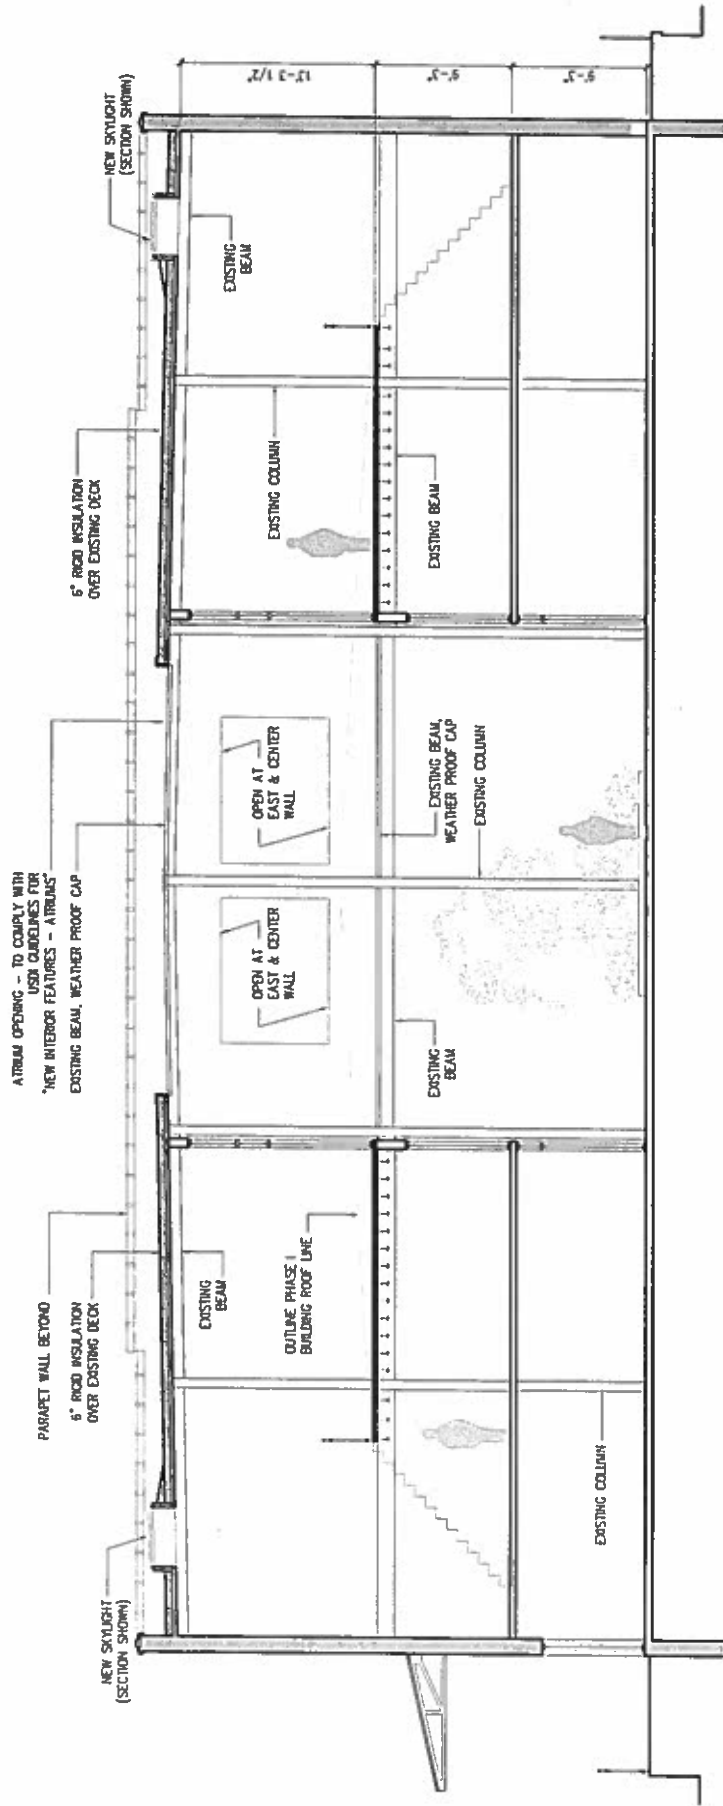 NEW SKYLIGHT
(SECTION SHOWN)
PARAPET WALL BEYOND
6" RIGID INSULATION
OVER EXISTING DECK
ATRIUM OPENING - TO COMPLY WITH
USDI GUIDELINES FOR
"NEW INTERIOR FEATURES - ATRIUMS"
EXISTING BEAM, WEATHER PROOF CAP
6" RIGID INSULATION
OVER EXISTING DECK
NEW SKYLIGHT
(SECTION SHOWN)
EXISTING
BEAM
OUTLINE PHASE I
BUILDING ROOF LINE
OPEN AT
EAST & CENTER
WALL
OPEN AT
EAST & CENTER
WALL
EXISTING COLUMN
EXISTING
BEAM
EXISTING
BEAM
EXISTING BEAM,
WEATHER PROOF CAP
EXISTING COLUMN
EXISTING BEAM
EXISTING COLUMN
13'-3 1/2"
9'-3"
9'-3"